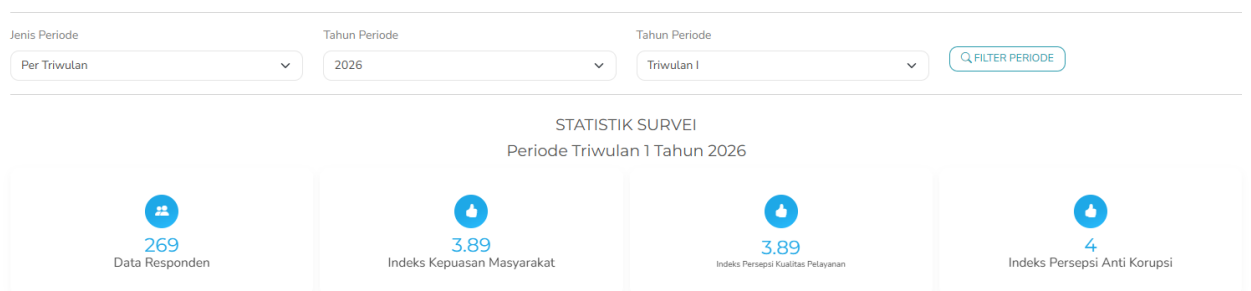 Jenis Periode
Tahun Periode
Tahun Periode
Per Triwulan
2026
Triwulan I
FILTER PERIODE
STATISTIK SURVEI
Periode Triwulan 1 Tahun 2026
269
Data Responden
3.89
Indeks Kepuasan Masyarakat
3.89
Indeks Persepsi Kualitas Pelayanan
4
Indeks Persepsi Anti Korupsi